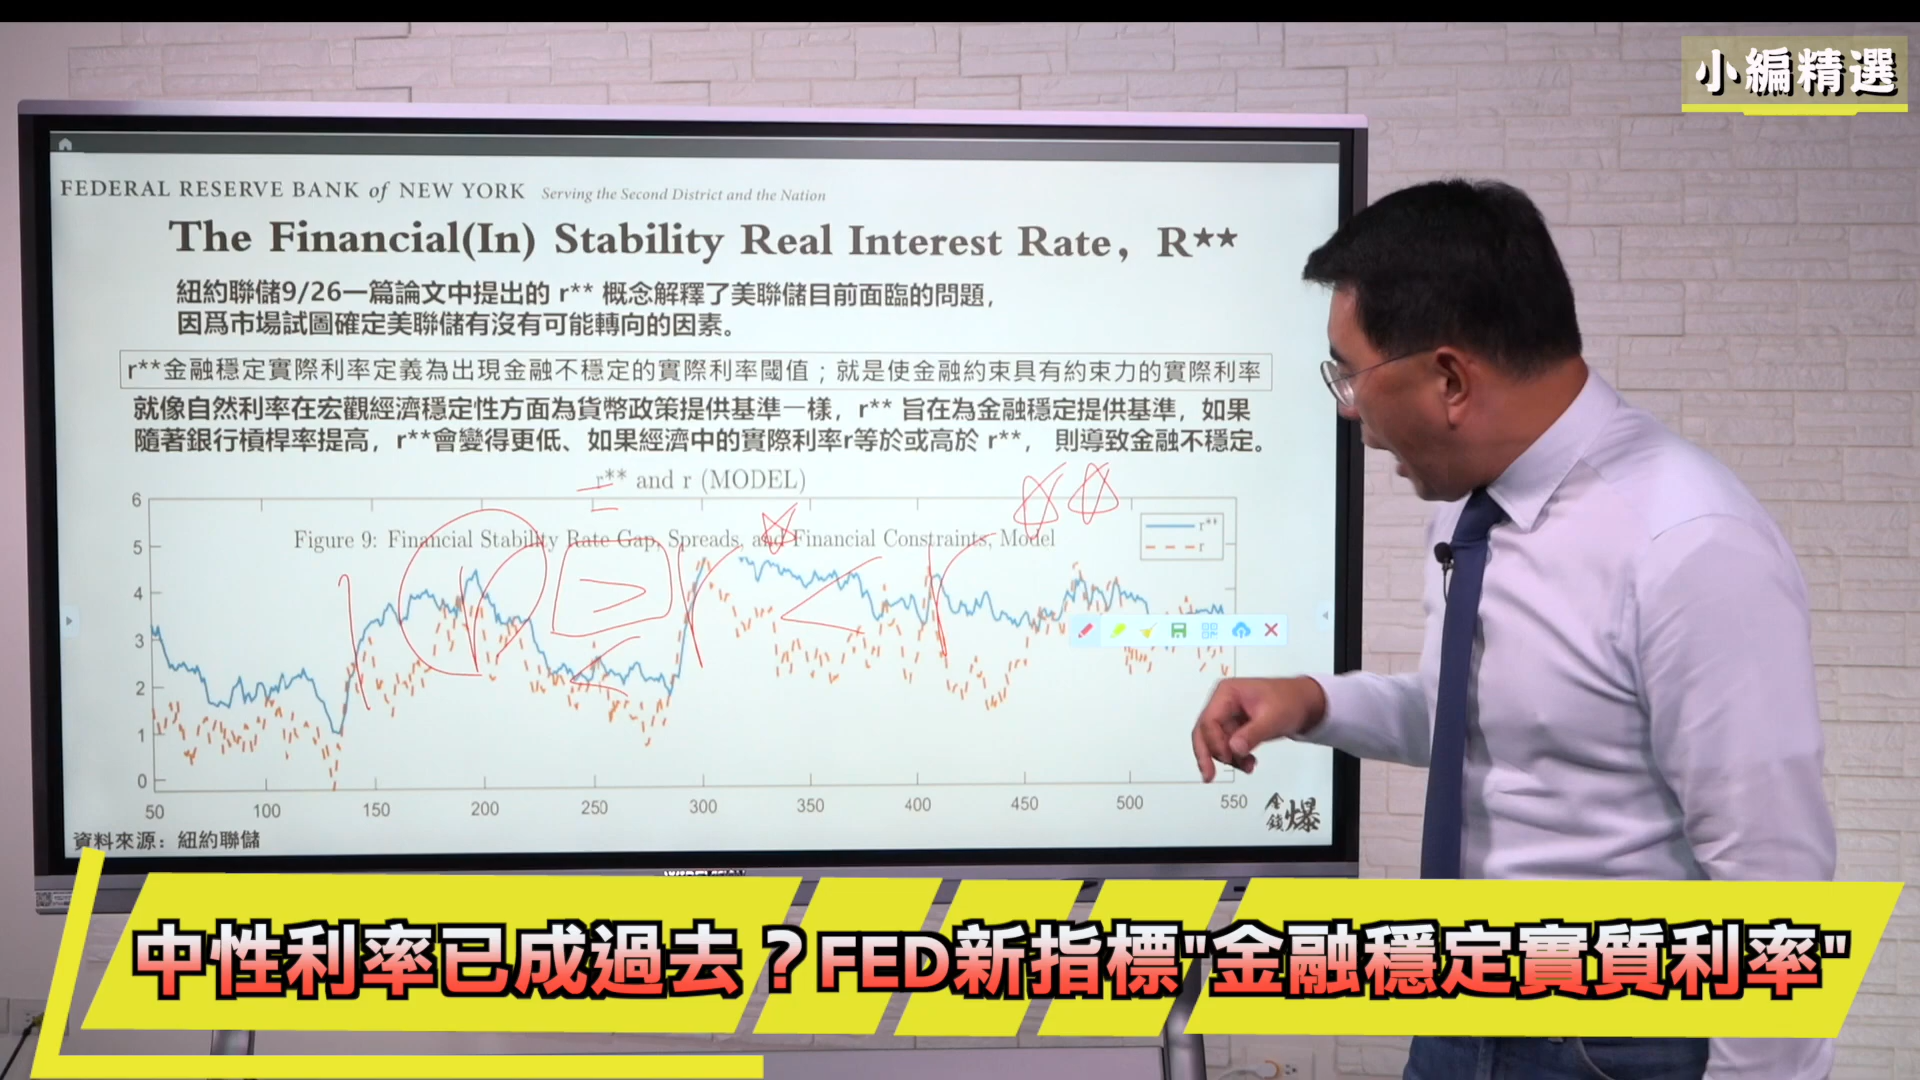 小編精選
FEDERAL RESERVE BANK of NEW YORK Serving the Second District and the Nation
The Financial(In) Stability Real Interest Rate，R**
紐約聯儲9/26一篇論文中提出的 r** 概念解釋了美聯儲目前面臨的問題，
因爲市場試圖確定美聯儲有沒有可能轉向的因素。
r**金融穩定實際利率定義為出現金融不穩定的實際利率閾值；就是使金融約束具有約束力的實際利率
就像自然利率在宏觀經濟穩定性方面為貨幣政策提供基準一樣，r** 旨在為金融穩定提供基準，如果
隨著銀行槓桿率提高，r**會變得更低、如果經濟中的實際利率r等於或高於 r**， 則導致金融不穩定。
r** and r (MODEL)
Figure 9: Financial Stability Rate Gap, Spreads, and Financial Constraints, Model
r**
r
6
5
4
3
2
1
0
50 100 150 200 250 300 350 400 450 500 550
金錢爆
資料來源：紐約聯儲
中性利率已成過去？FED新指標"金融穩定實質利率"